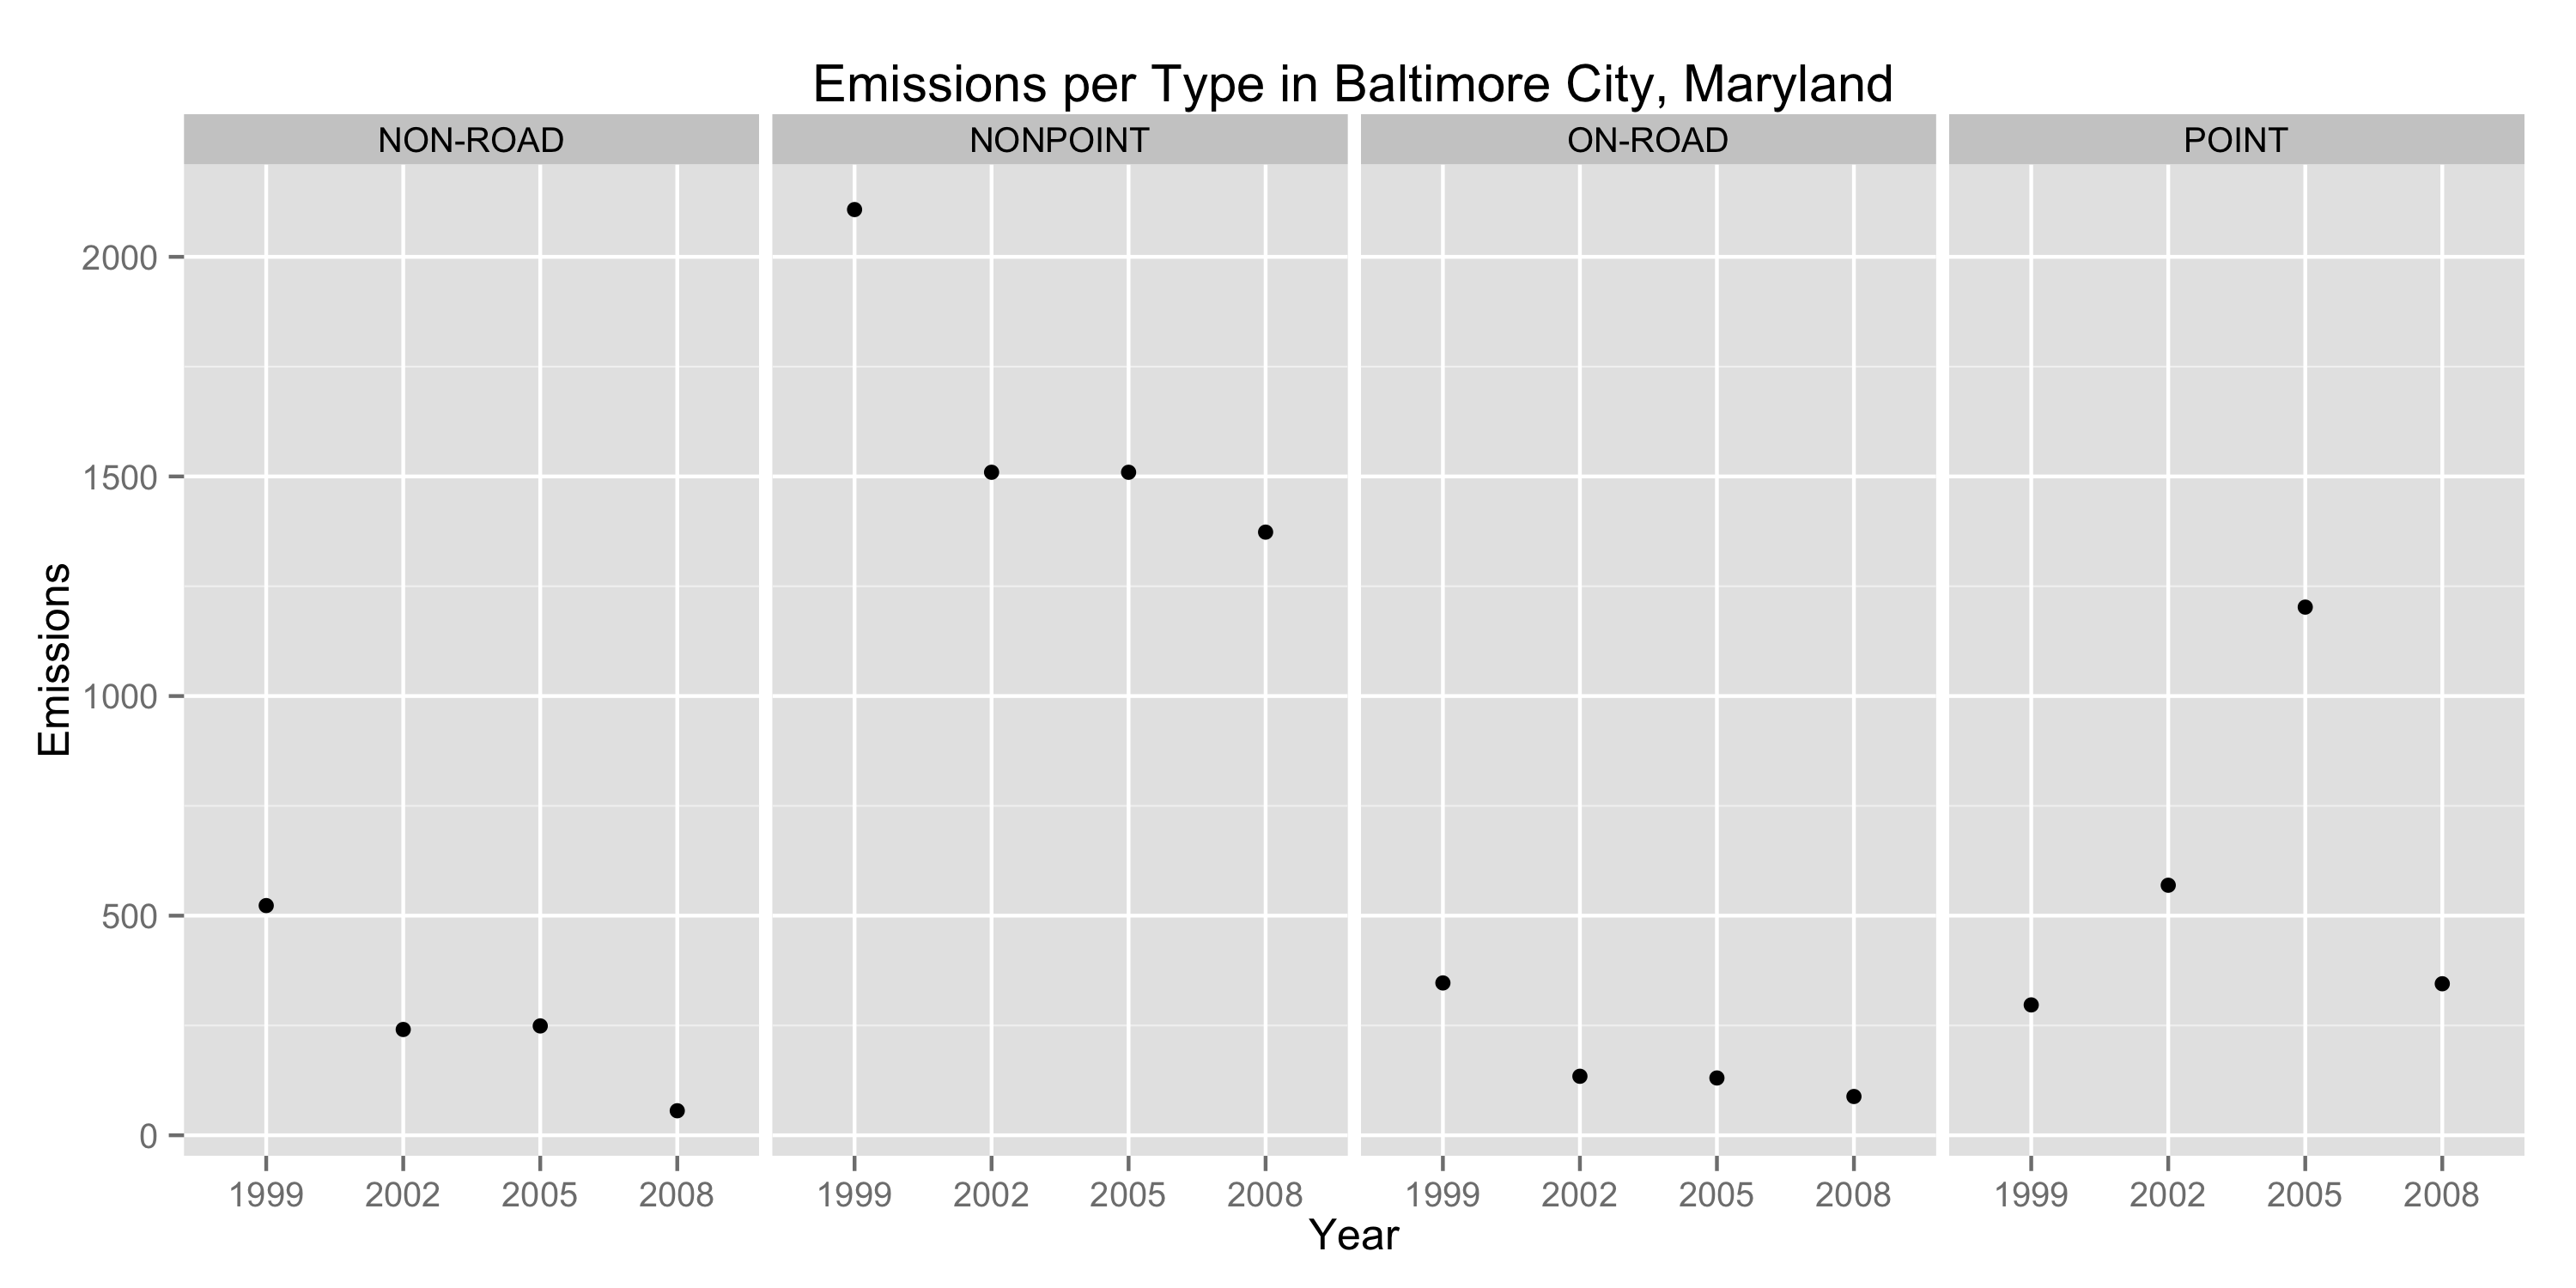 Emissions per Type in Baltimore City, Maryland
NON-ROAD NONPOINT ON-ROAD POINT
2000
1500
1000
500
0
Emissions
1999 2002 2005 2008 1999 2002 2005 2008 1999 2002 2005 2008 1999 2002 2005 2008
Year